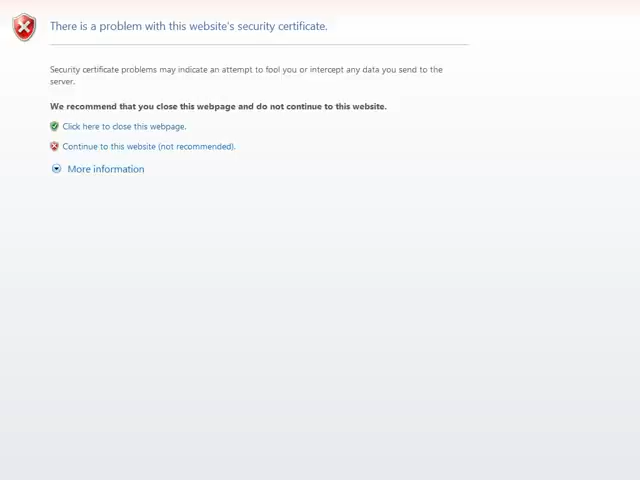 There is a problem with this website's security certificate.
Security certificate problems may indicate an attempt to fool you or intercept any data you send to the
server.
We recommend that you close this webpage and do not continue to this website.
Click here to close this webpage.
Continue to this website (not recommended).
More information